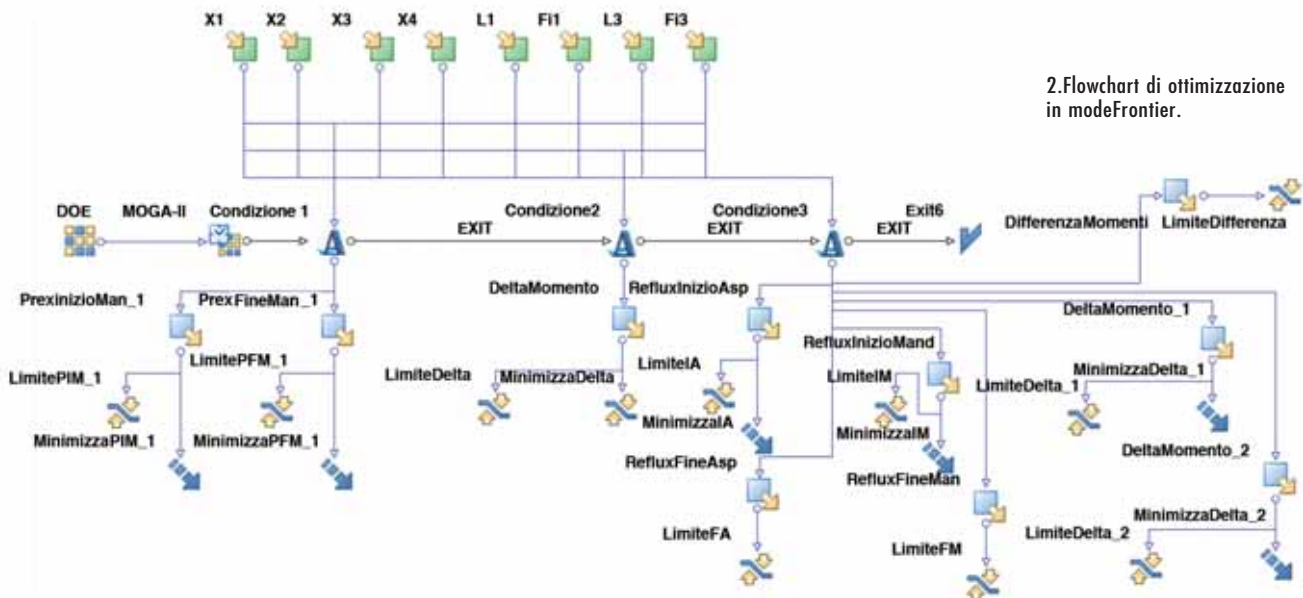 X1 X2 X3 X4 L1 Fi1 L3 Fi3
2.Flowchart di ottimizzazione
in modeFrontier.
DOE MOGA-II Condizione 1 Condizione2 Condizione3 Exit6
EXIT EXIT EXIT
DifferenzaMomenti LimiteDifferenza
PrexinizioMan_1 PrexFineMan_1 DeltaMomento RefluxInizioAsp
DeltaMomento_1
RefluxInizioMand
LimitePIM_1 LimitePFM_1 LimiteDelta MinimizzaDelta LimiteIA LimiteIM LimiteDelta_1 MinimizzaDelta_1
MinimizzaPIM_1 MinimizzaPFM_1 MinimizzaIA MinimizzaIM
DeltaMomento_2
RefluxFineAsp RefluxFineMan
LimiteFA LimiteFM LimiteDelta_2 MinimizzaDelta_2